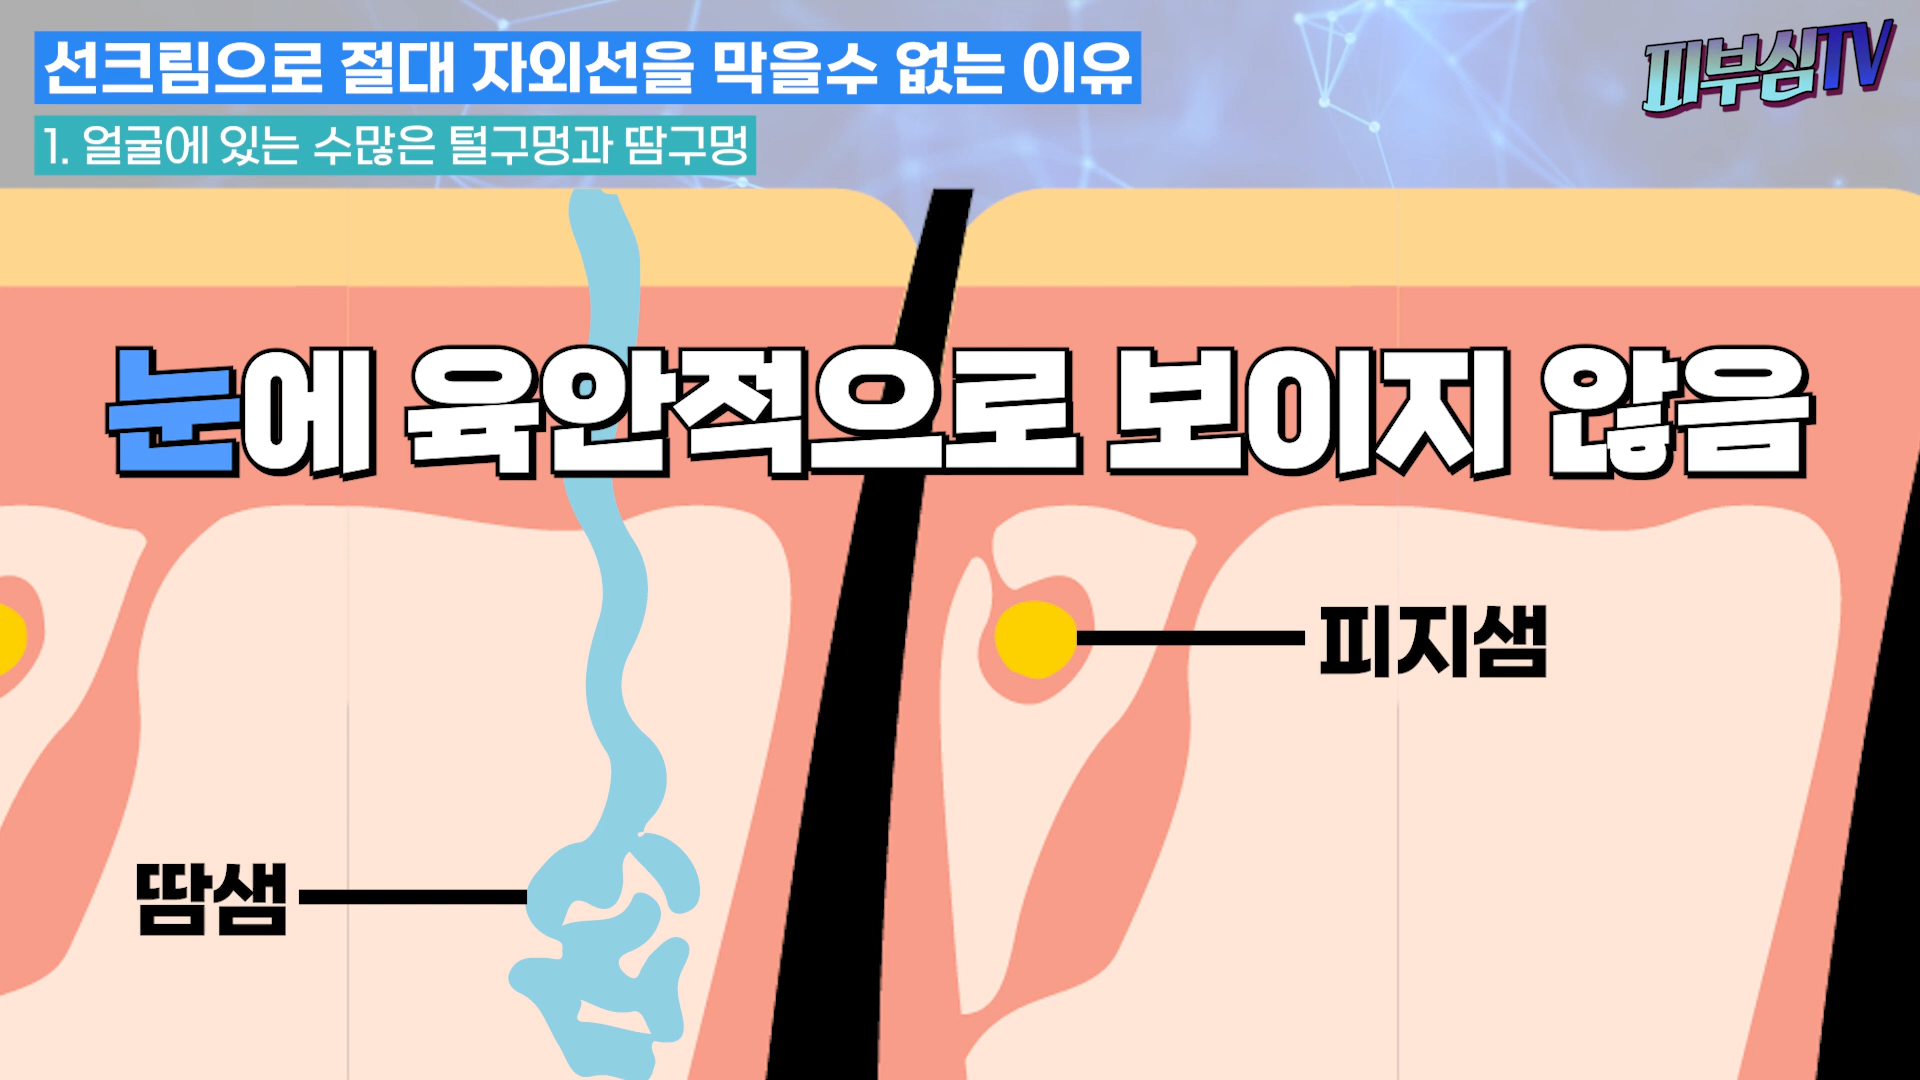 선크림으로 절대 자외선을 막을수 없는 이유
피부심TV
1. 얼굴에 있는 수많은 털구멍과 땀구멍
눈에 육안적으로 보이지 않음
피지샘
땀샘